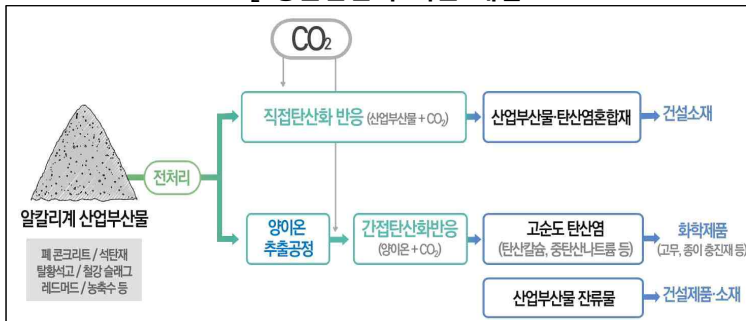 CO₂
직접탄산화 반응 (산업부산물 + CO₂)
산업부산물·탄산염혼합재
건설소재
전처리
알칼리계 산업부산물
폐 콘크리트 / 석탄재
탈황석고 / 철강 슬래그
레드머드 / 농축수 등
양이온
추출공정
간접탄산화반응
(양이온 + CO₂)
고순도 탄산염
(탄산칼슘, 중탄산나트륨 등)
화학제품
(고무, 종이 충진재 등)
산업부산물 잔류물
건설제품·소재